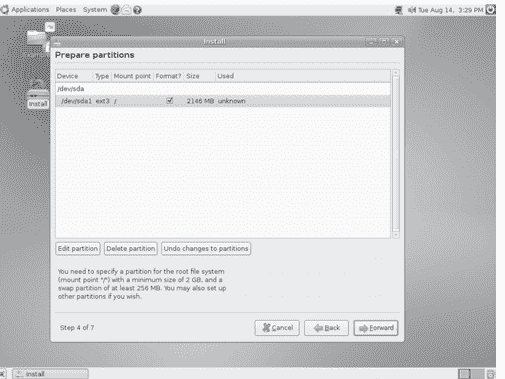 Applications Places System Tue Aug 14, 3:29 PM
Install
Prepare partitions
Device Type Mount point Format? Size Used
/dev/sda
/dev/sda1 ext3 / 2146 MB unknown
Install
Edit partition Delete partition Undo changes to partitions
You need to specify a partition for the root file system
(mount point "/") with a minimum size of 2 GB, and a
swap partition of at least 256 MB. You may also set up
other partitions if you wish.
Step 4 of 7 Cancel Back Forward
Install